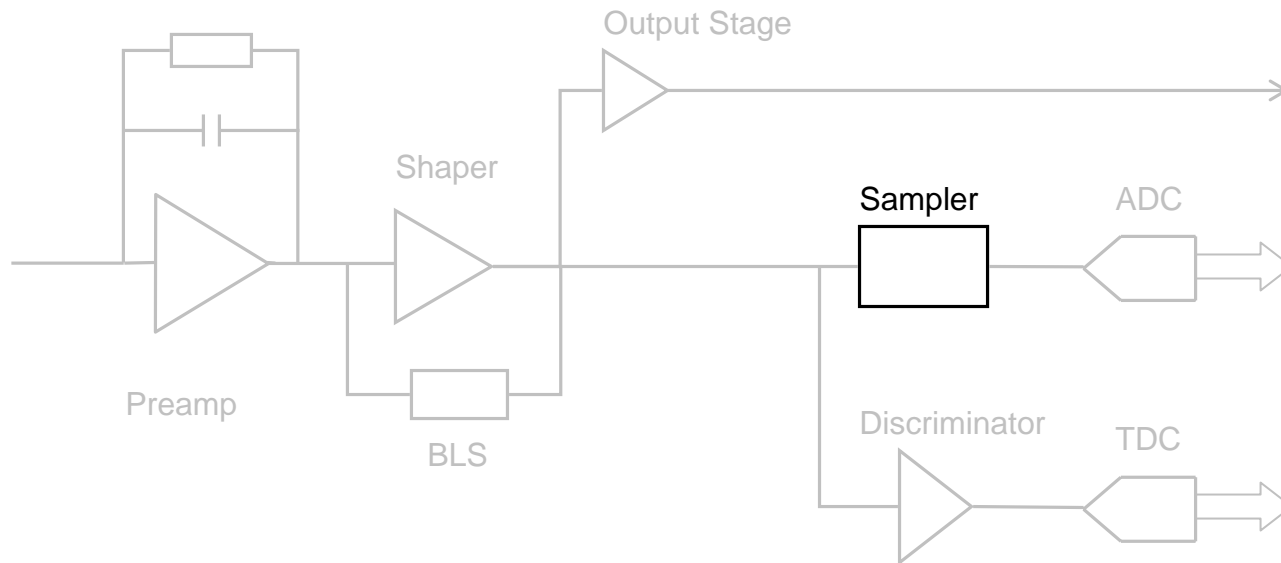 Output Stage
Shaper
Sampler
ADC
Preamp
BLS
Discriminator
TDC